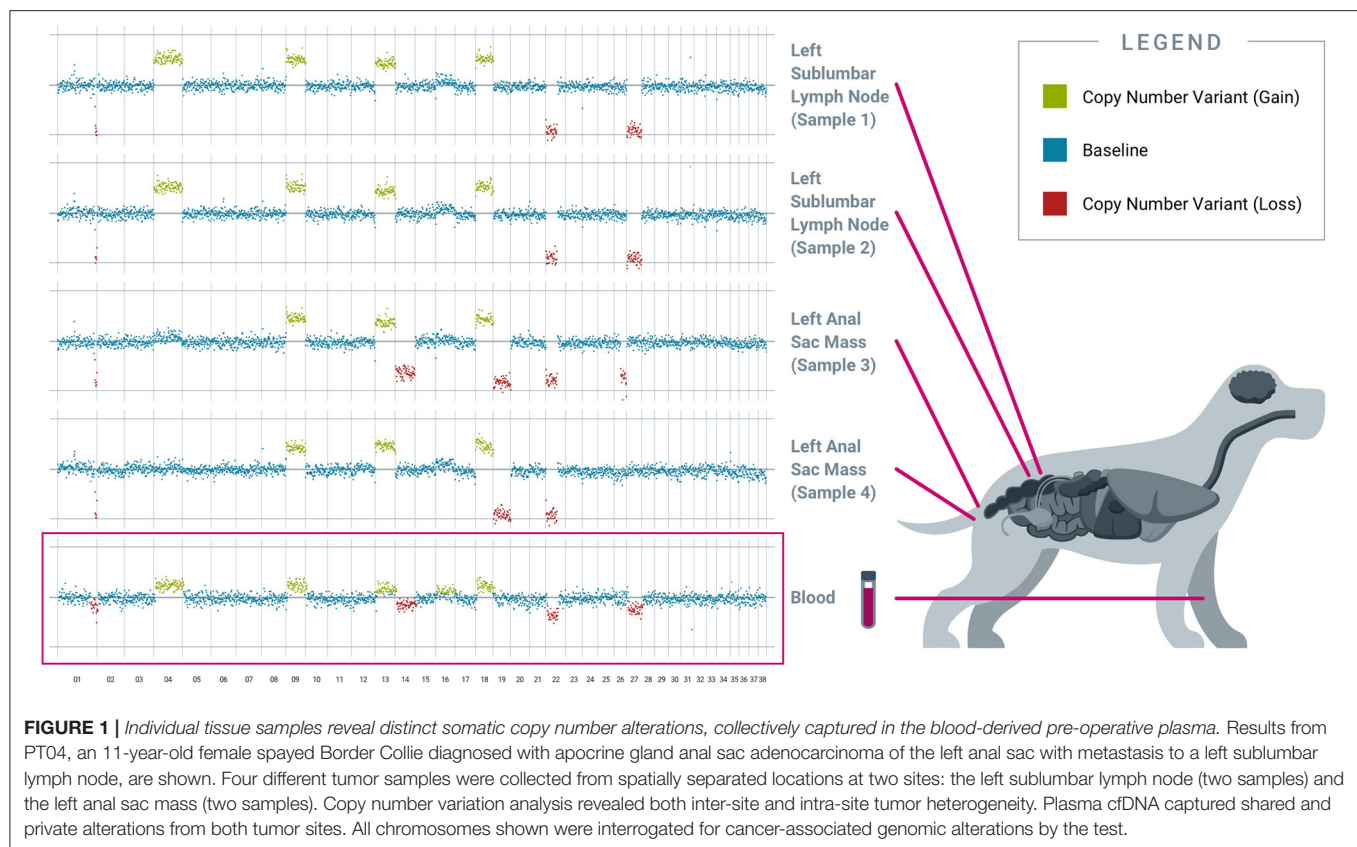 Left
Sublumbar
Lymph Node
(Sample 1)
Left
Sublumbar
Lymph Node
(Sample 2)
Left Anal
Sac Mass
(Sample 3)
Left Anal
Sac Mass
(Sample 4)
Blood
LEGEND
Copy Number Variant (Gain)
Baseline
Copy Number Variant (Loss)
01 02 03 04 05 06 07 08 09 10 11 12 13 14 15 16 17 18 19 20 21 22 23 24 25 26 27 28 29 30 31 32 33 34 35 36 37 38
FIGURE 1 | Individual tissue samples reveal distinct somatic copy number alterations, collectively captured in the blood-derived pre-operative plasma. Results from
PT04, an 11-year-old female spayed Border Collie diagnosed with apocrine gland anal sac adenocarcinoma of the left anal sac with metastasis to a left sublumbar
lymph node, are shown. Four different tumor samples were collected from spatially separated locations at two sites: the left sublumbar lymph node (two samples) and
the left anal sac mass (two samples). Copy number variation analysis revealed both inter-site and intra-site tumor heterogeneity. Plasma cfDNA captured shared and
private alterations from both tumor sites. All chromosomes shown were interrogated for cancer-associated genomic alterations by the test.